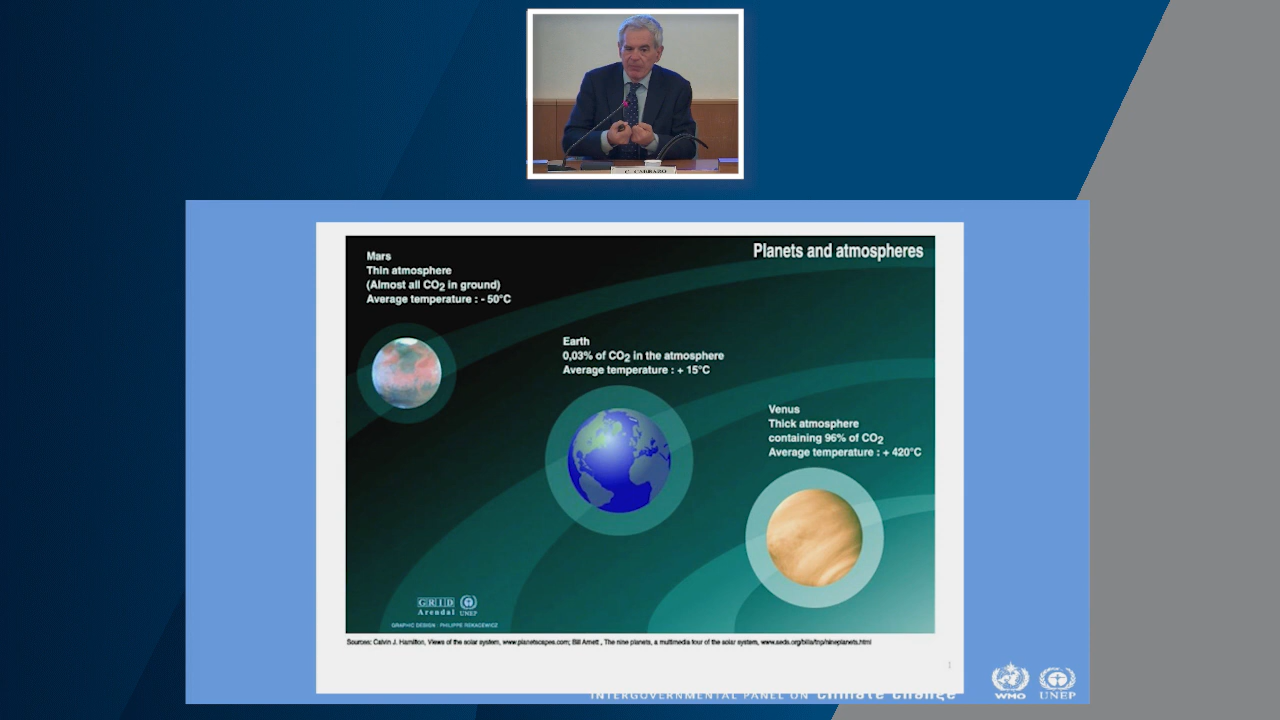 C. CARRARO
Planets and atmospheres
Mars
Thin atmosphere
(Almost all CO2 in ground)
Average temperature : - 50°C
Earth
0,03% of CO2 in the atmosphere
Average temperature : + 15°C
Venus
Thick atmosphere
containing 96% of CO2
Average temperature : + 420°C
GRID
Arendal
UNEP
GRAPHIC DESIGN : PHILIPPE REKACEWICZ
Sources: Calvin J. Hamilton, Views of the solar system, www.planetscapes.com; Bill Arnett , The nine planets, a multimedia tour of the solar system, www.seds.org/billa/tnp/nineplanets.html
1
INTERGOVERNMENTAL PANEL ON climate change
WMO
UNEP